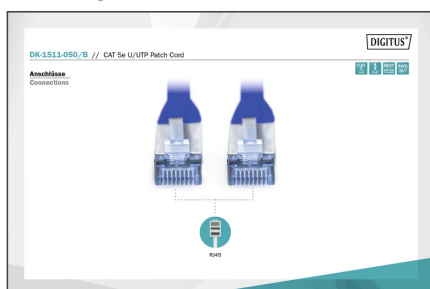 DIGITUS®
DK-1511-050/B // CAT 5e U/UTP Patch Cord
Anschlüsse
Connections
RJ45